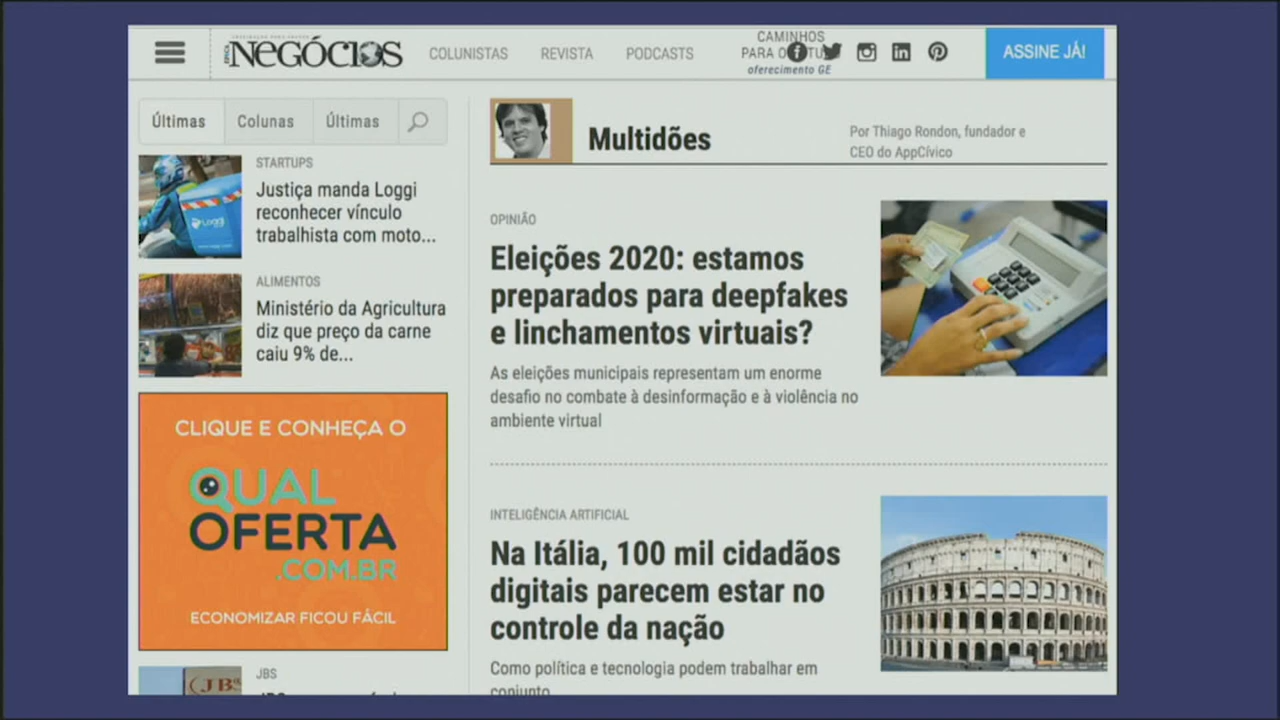 NEGÓCIOS
COLUNISTAS
REVISTA
PODCASTS
CAMINHOS
PARA O
oferecimento GE
ASSINE JÁ!
Últimas
Colunas
Últimas
STARTUPS
Justiça manda Loggi
reconhecer vínculo
trabalhista com moto...
ALIMENTOS
Ministério da Agricultura
diz que preço da carne
caiu 9% de...
CLIQUE E CONHEÇA O
QUAL
OFERTA
.COM.BR
ECONOMIZAR FICOU FÁCIL
JBS
JBS
Multidões
Por Thiago Rondon, fundador e
CEO do AppCívico
OPINIÃO
Eleições 2020: estamos
preparados para deepfakes
e linchamentos virtuais?
As eleições municipais representam um enorme
desafio no combate à desinformação e à violência no
ambiente virtual
INTELIGÊNCIA ARTIFICIAL
Na Itália, 100 mil cidadãos
digitais parecem estar no
controle da nação
Como política e tecnologia podem trabalhar em
conjunto